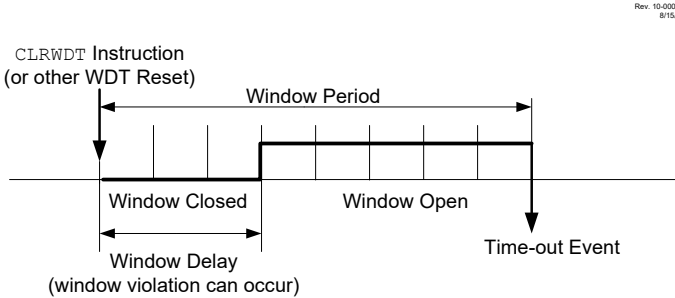 Rev. 10-000
8/15/
CLRWDT Instruction
(or other WDT Reset)
Window Period
Window Closed
Window Open
Window Delay
(window violation can occur)
Time-out Event